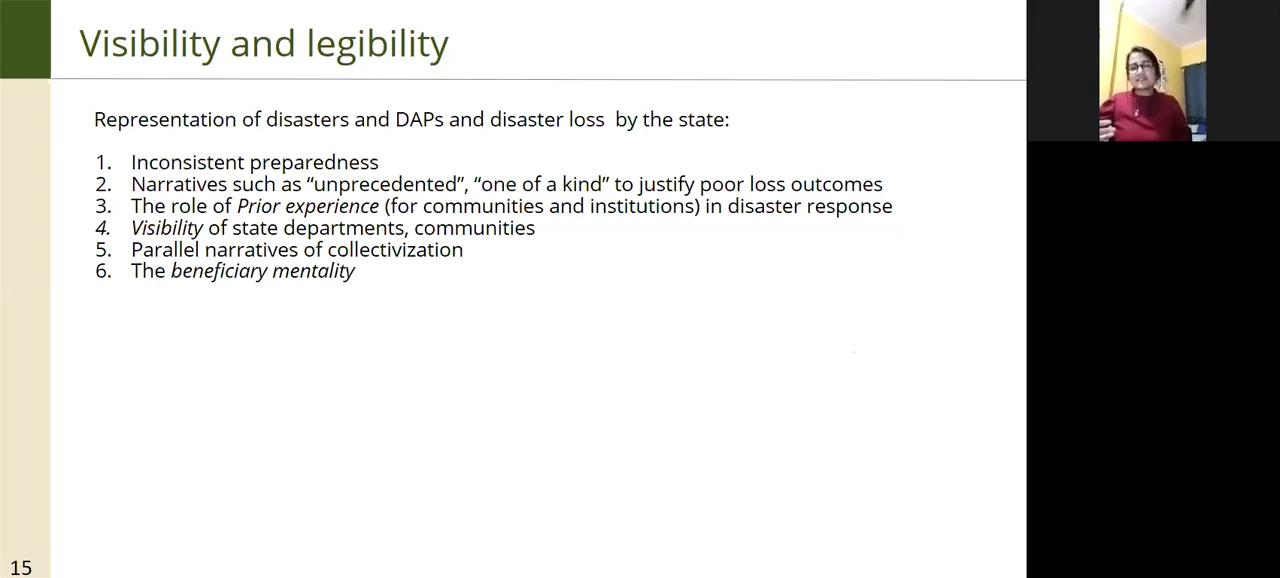 Visibility and legibility
Representation of disasters and DAPs and disaster loss by the state:
1. Inconsistent preparedness
2. Narratives such as “unprecedented”, “one of a kind” to justify poor loss outcomes
3. The role of Prior experience (for communities and institutions) in disaster response
4. Visibility of state departments, communities
5. Parallel narratives of collectivization
6. The beneficiary mentality
15